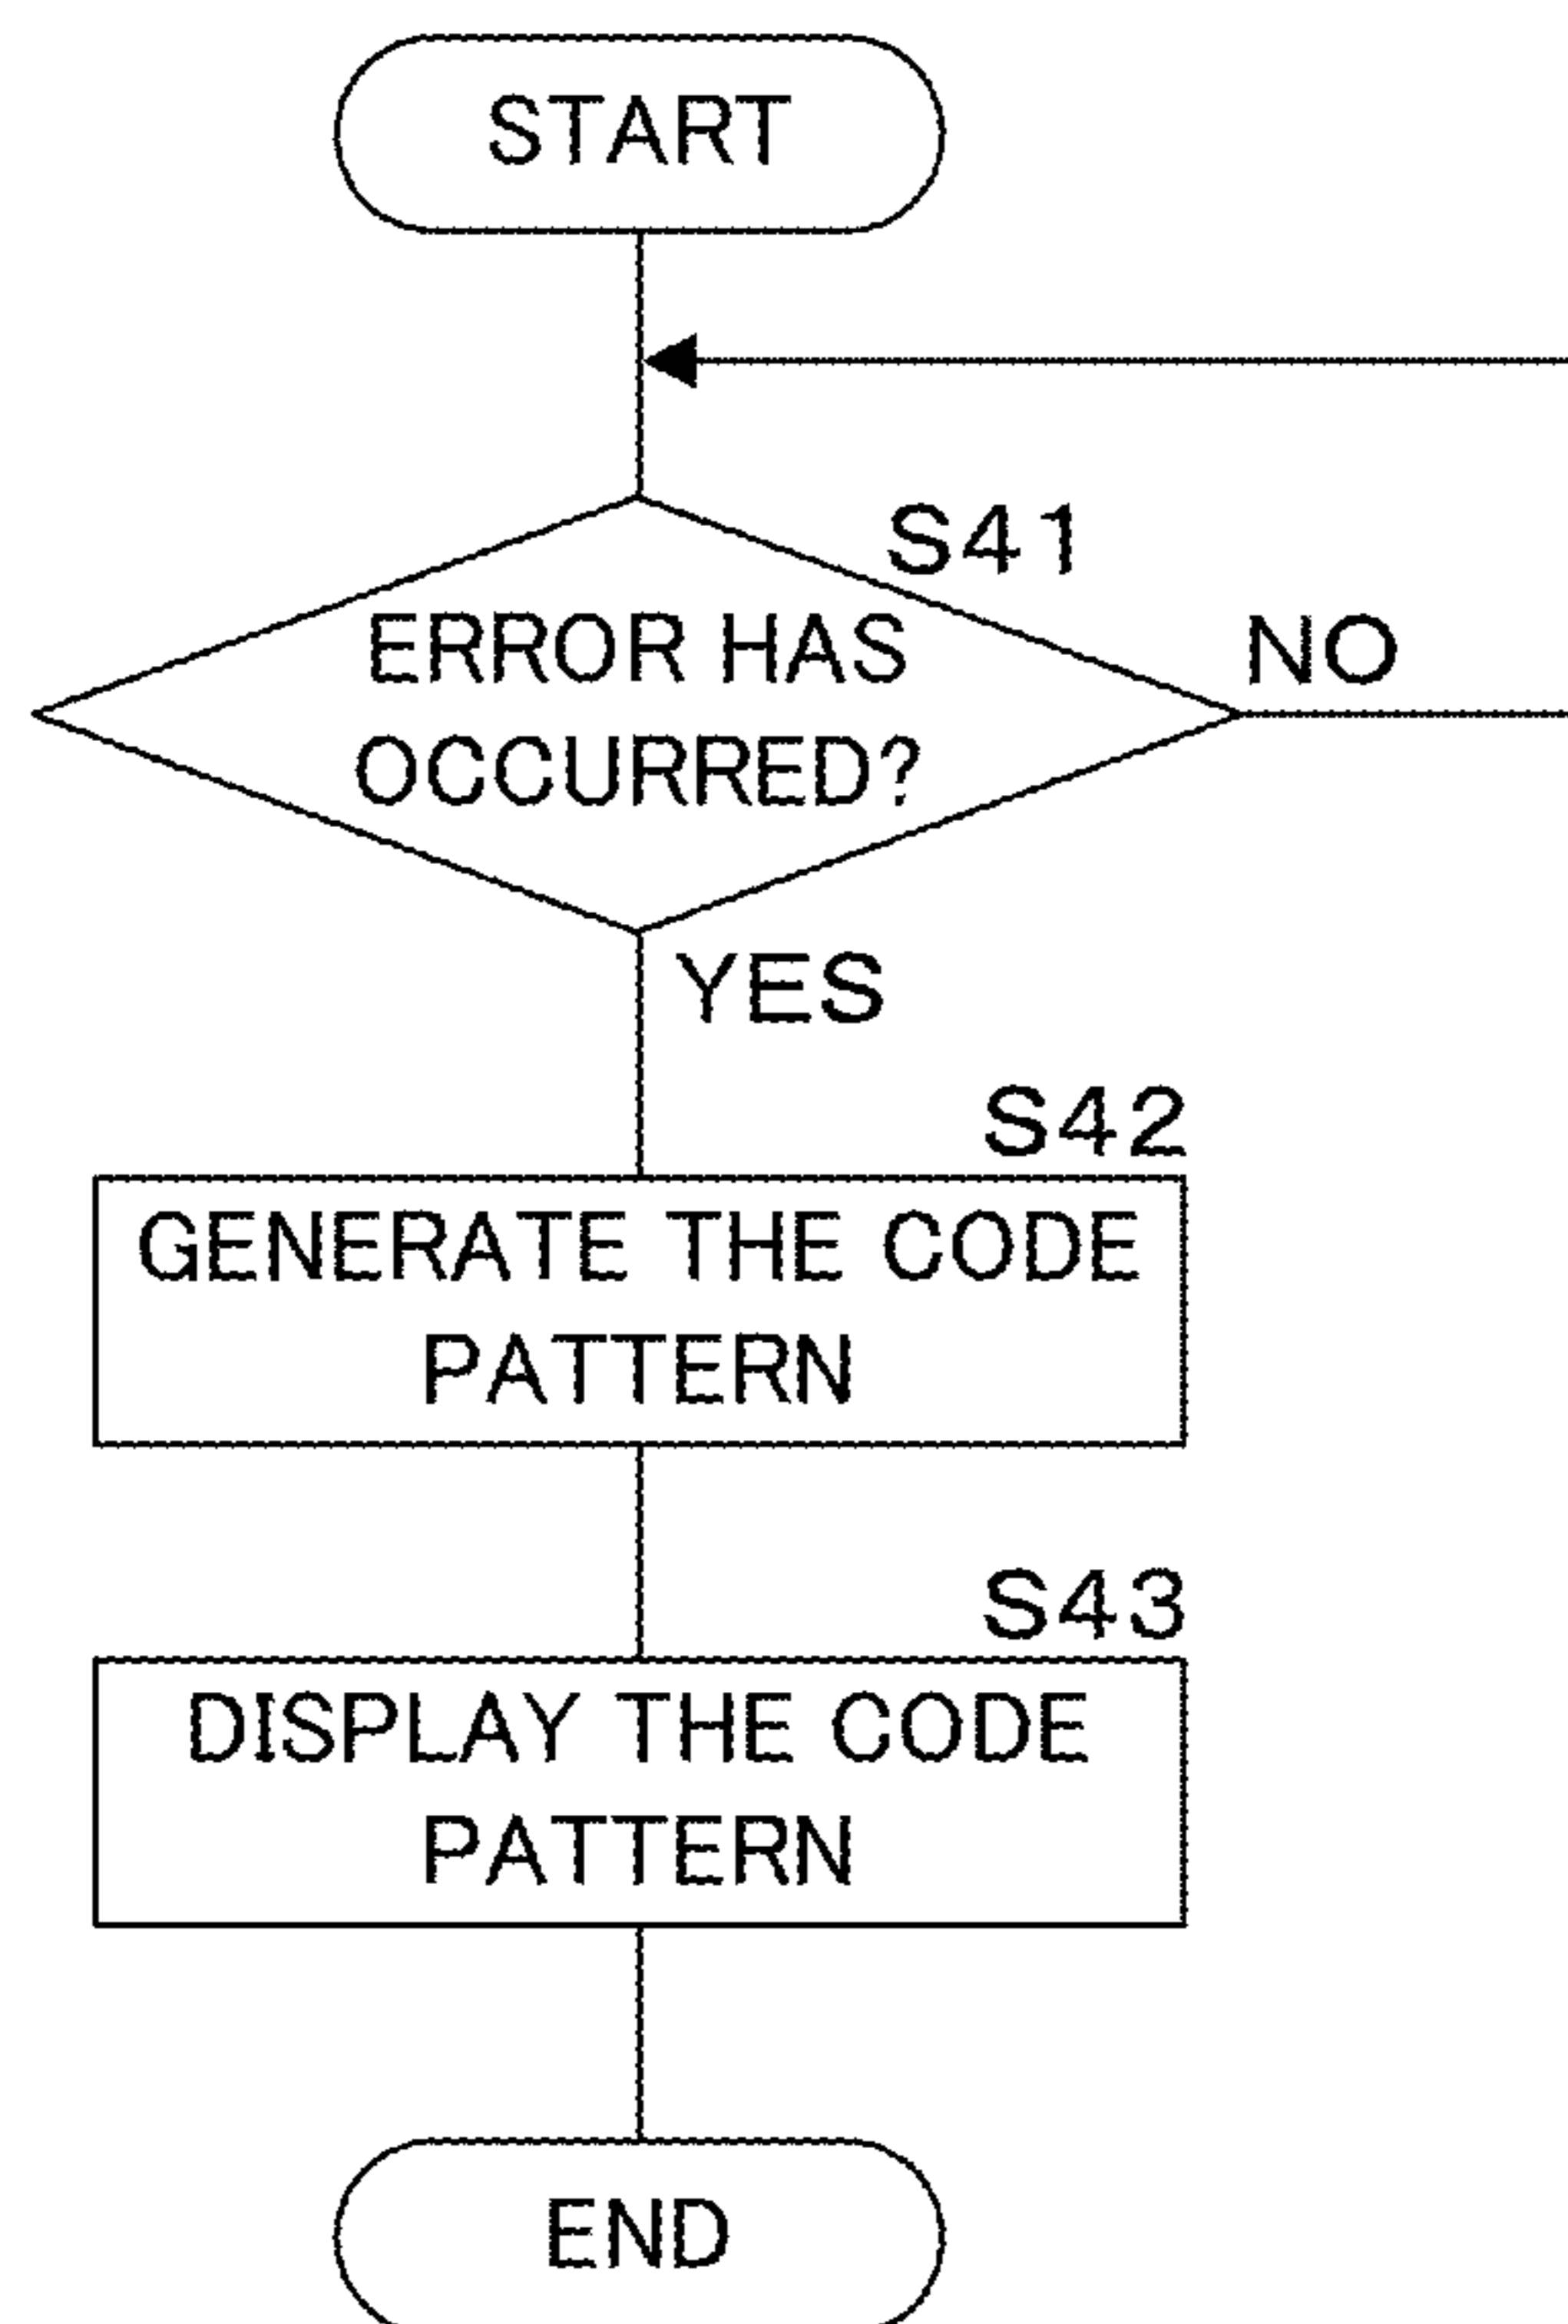 START
S41
ERROR HAS
OCCURRED?
NO
YES
S42
GENERATE THE CODE
PATTERN
S43
DISPLAY THE CODE
PATTERN
END